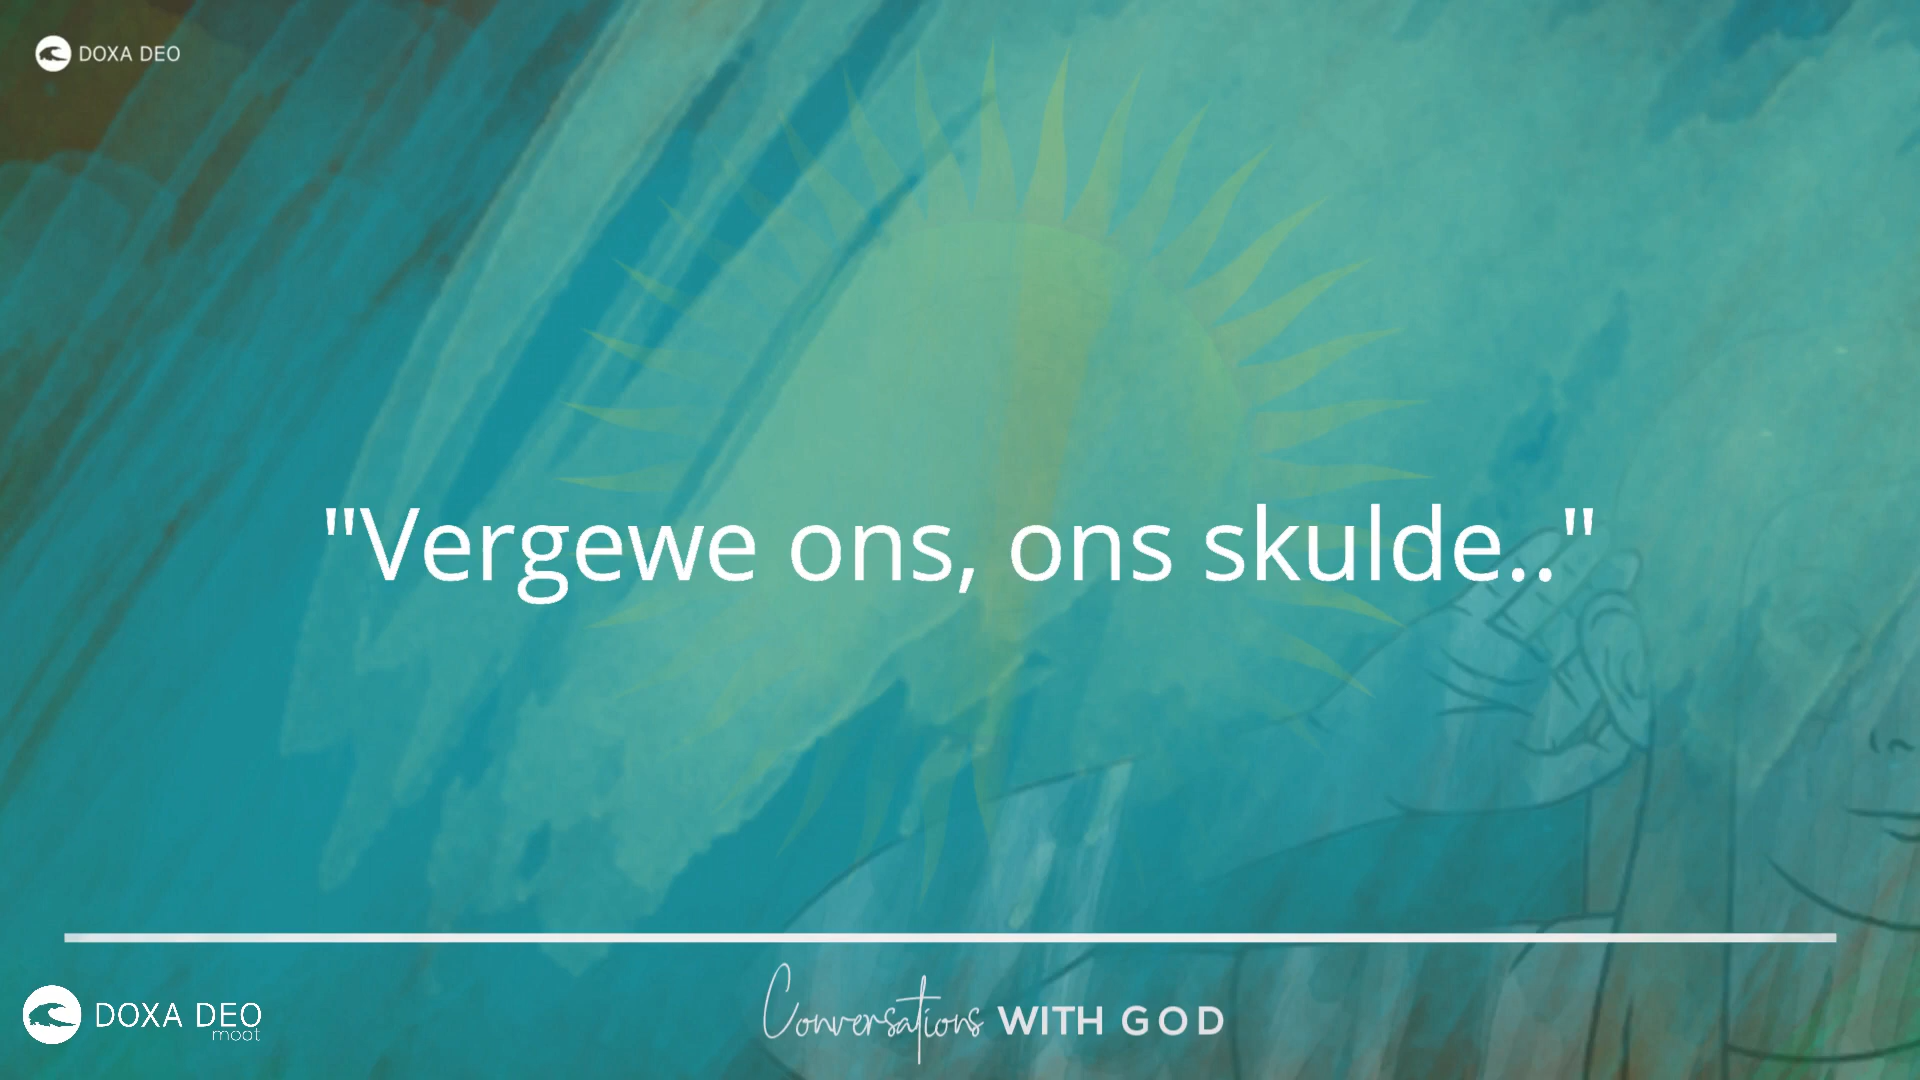 DOXA DEO
"Vergewe ons, ons skulde.."
DOXA DEO
moot
Conversations WITH GOD